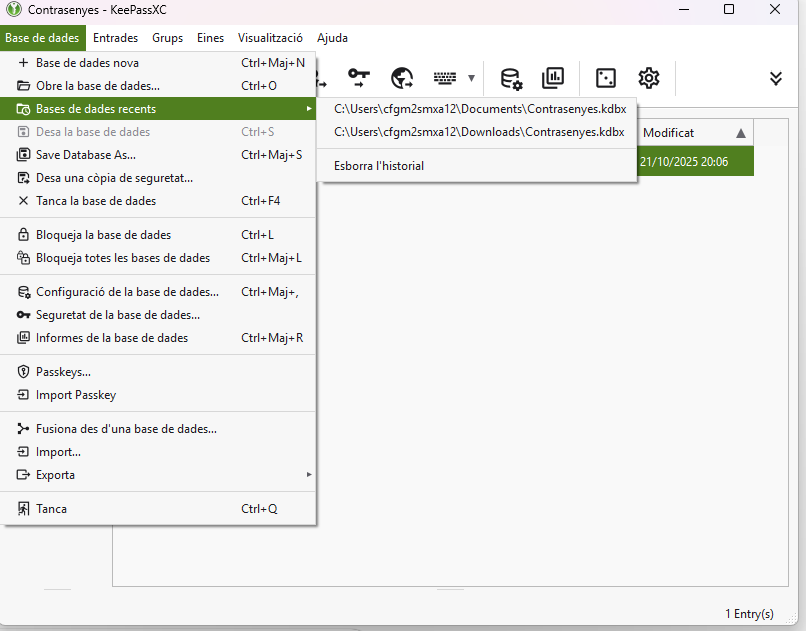 Contrasenyes - KeePassXC
Base de dades Entrades Grups Eines Visualització Ajuda
Base de dades nova Ctrl+Maj+N
Obre la base de dades... Ctrl+O
Bases de dades recents
Desa la base de dades Ctrl+S
Save Database As... Ctrl+Maj+S
Desa una còpia de seguretat...
Tanca la base de dades Ctrl+F4
Bloqueja la base de dades Ctrl+L
Bloqueja totes les bases de dades Ctrl+Maj+L
Configuració de la base de dades... Ctrl+Maj+,
Seguretat de la base de dades...
Informes de la base de dades Ctrl+Maj+R
Passkeys...
Import Passkey
Fusiona des d'una base de dades...
Import...
Exporta
Tanca Ctrl+Q
C:\Users\cfgm2smxa12\Documents\Contrasenyes.kdbx
C:\Users\cfgm2smxa12\Downloads\Contrasenyes.kdbx
Esborra l'historial
Modificat
21/10/2025 20:06
1 Entry(s)